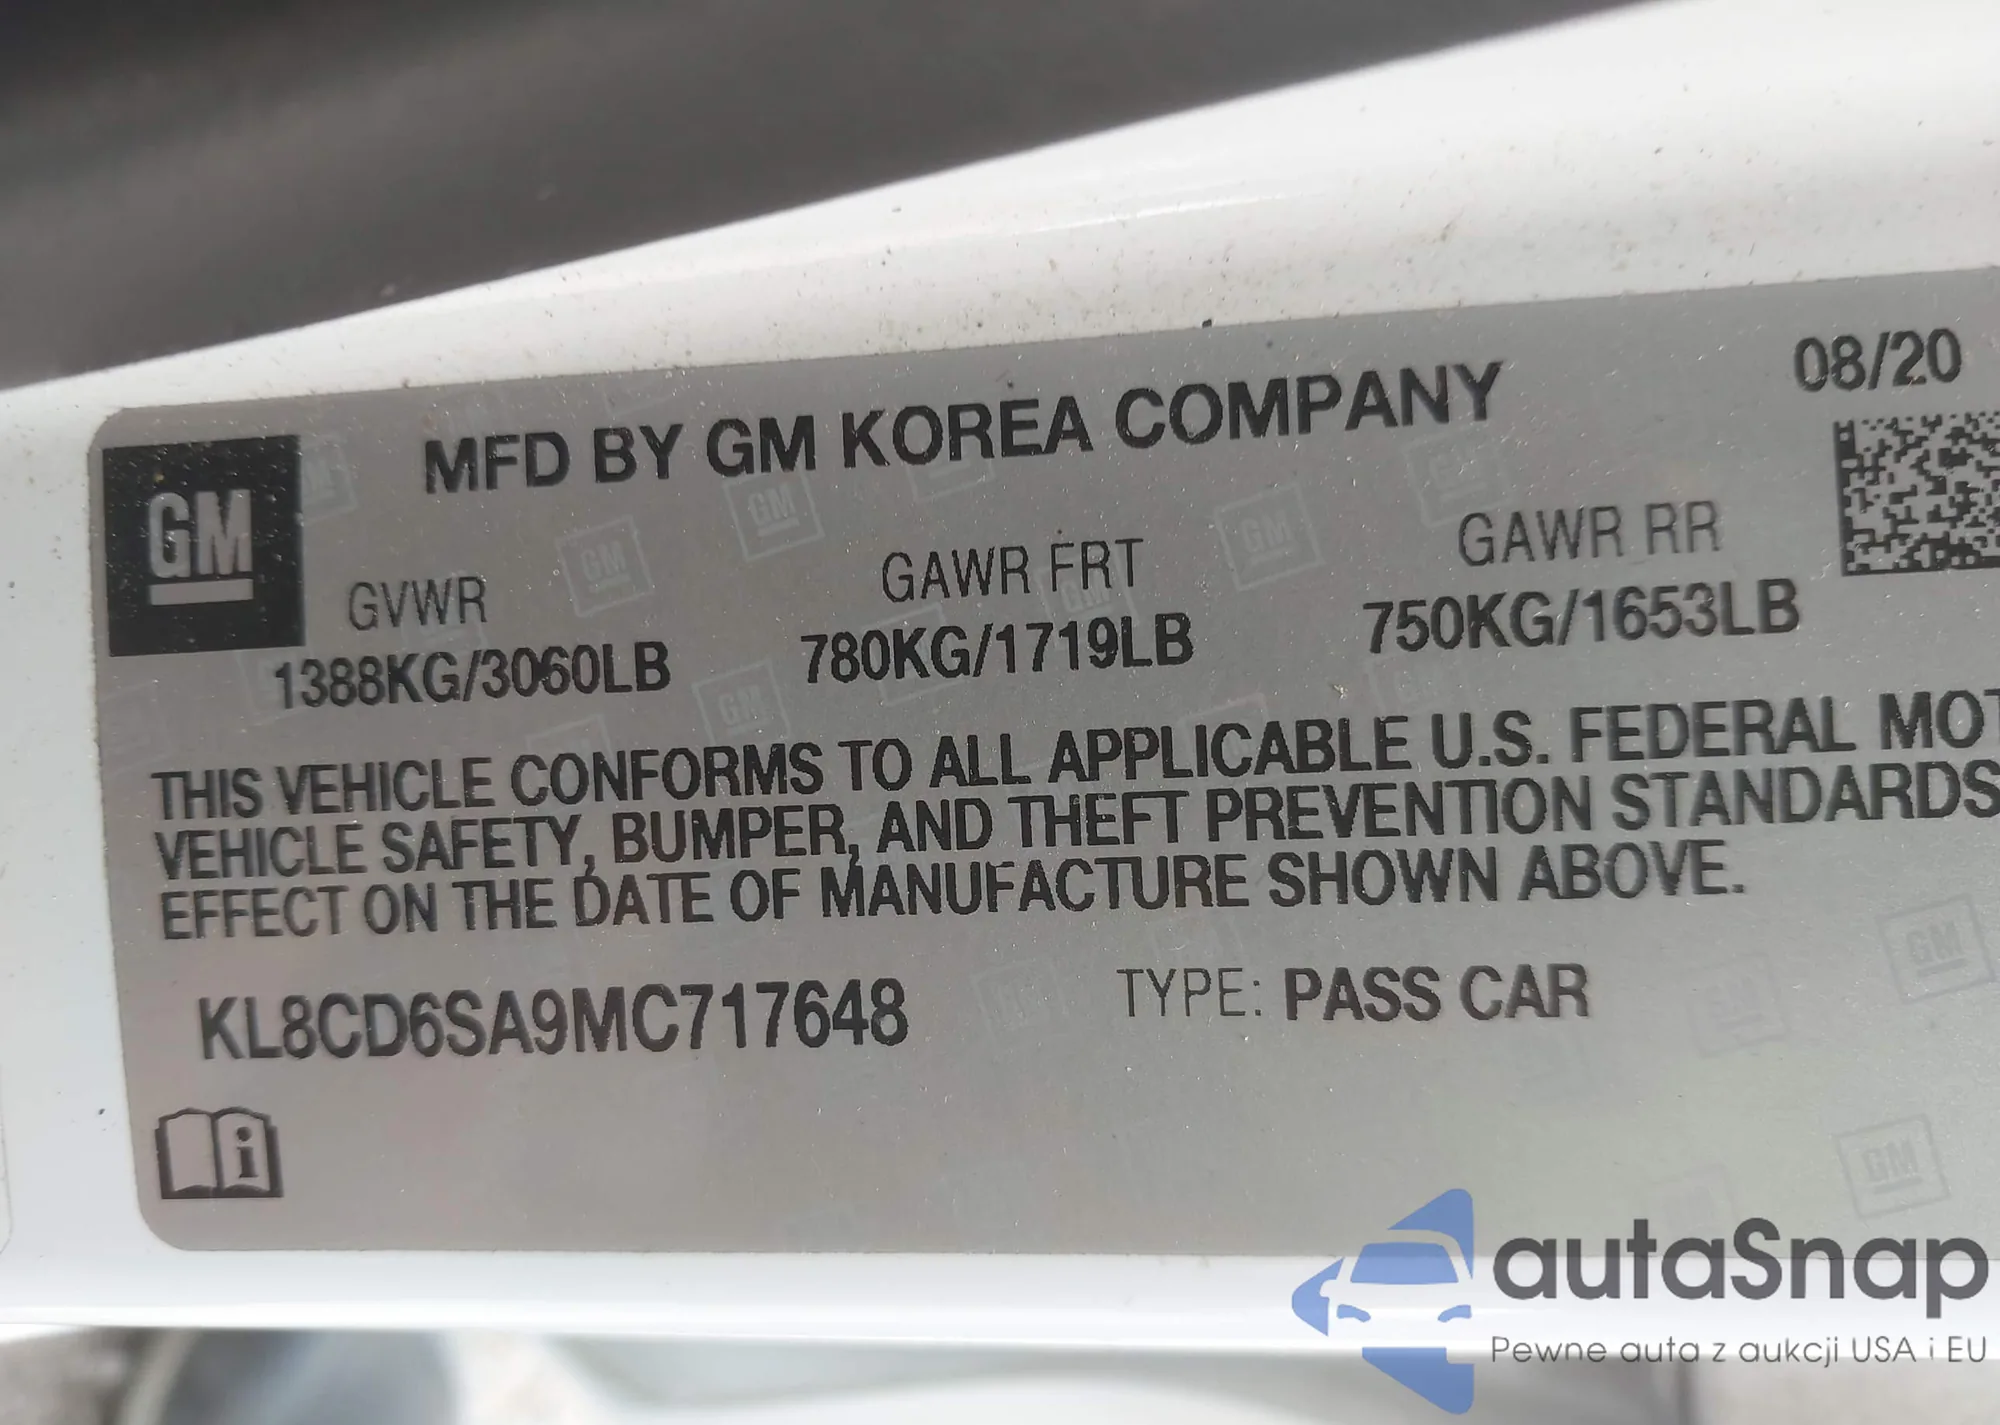 08/20
MFD BY GM KOREA COMPANY
GM
GVWR GAWR FRT GAWR RR
1388KG/3060LB 780KG/1719LB 750KG/1653LB
THIS VEHICLE CONFORMS TO ALL APPLICABLE U.S. FEDERAL MOT
VEHICLE SAFETY, BUMPER, AND THEFT PREVENTION STANDARDS
EFFECT ON THE DATE OF MANUFACTURE SHOWN ABOVE.
KL8CD6SA9MC717648 TYPE: PASS CAR
autaSnap
Pewne auta z aukcji USA i EU